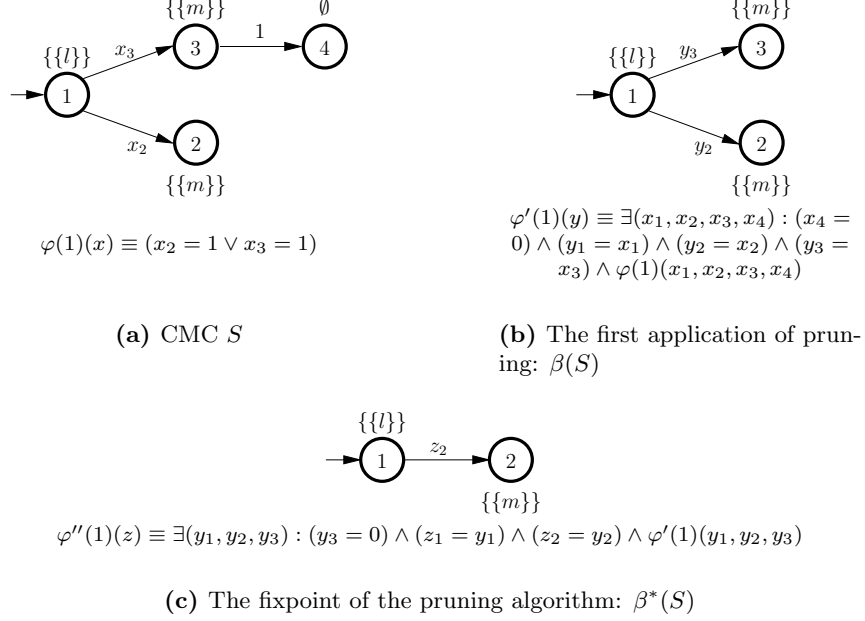 {{m}}
∅
x₃
1
3
4
{{l}}
1
x₂
2
{{m}}
φ(1)(x) ≡ (x₂ = 1 ∨ x₃ = 1)
(a) CMC S
{{m}}
3
{{l}}
y₃
1
y₂
2
{{m}}
φ′(1)(y) ≡ ∃(x₁, x₂, x₃, x₄) : (x₄ =
0) ∧ (y₁ = x₁) ∧ (y₂ = x₂) ∧ (y₃ =
x₃) ∧ φ(1)(x₁, x₂, x₃, x₄)
(b) The first application of prun-
ing: β(S)
{{l}}
1
z₂
2
{{m}}
φ″(1)(z) ≡ ∃(y₁, y₂, y₃) : (y₃ = 0) ∧ (z₁ = y₁) ∧ (z₂ = y₂) ∧ φ′(1)(y₁, y₂, y₃)
(c) The fixpoint of the pruning algorithm: β*(S)